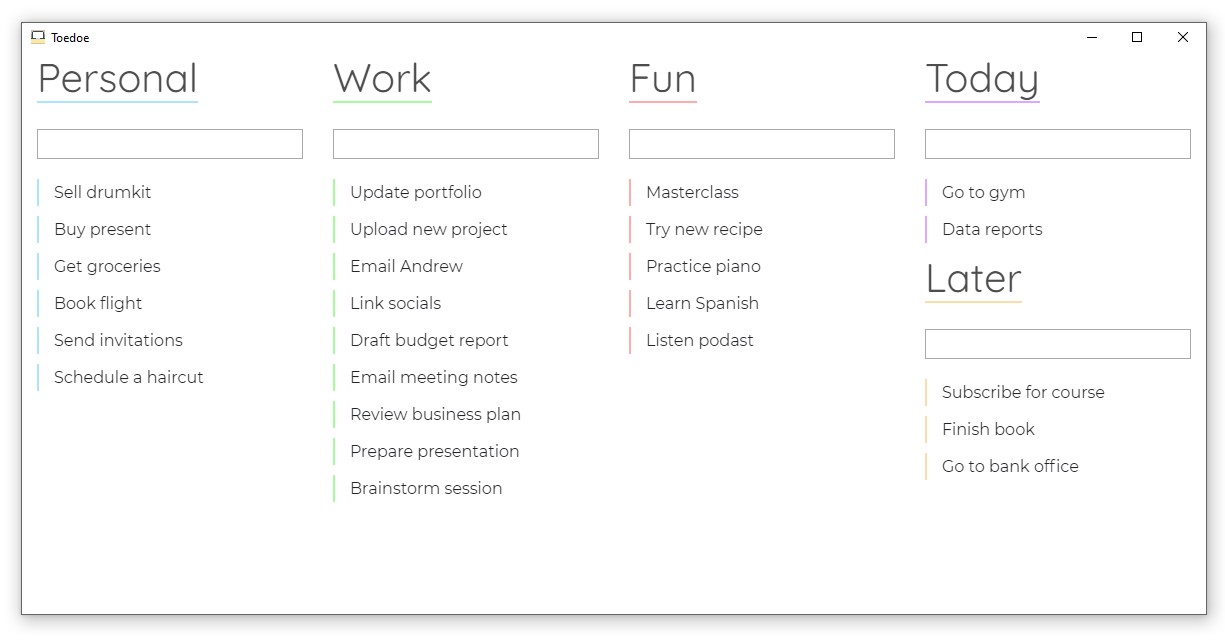 Toedoe
Personal
Sell drumkit
Buy present
Get groceries
Book flight
Send invitations
Schedule a haircut
Work
Update portfolio
Upload new project
Email Andrew
Link socials
Draft budget report
Email meeting notes
Review business plan
Prepare presentation
Brainstorm session
Fun
Masterclass
Try new recipe
Practice piano
Learn Spanish
Listen podast
Today
Go to gym
Data reports
Later
Subscribe for course
Finish book
Go to bank office